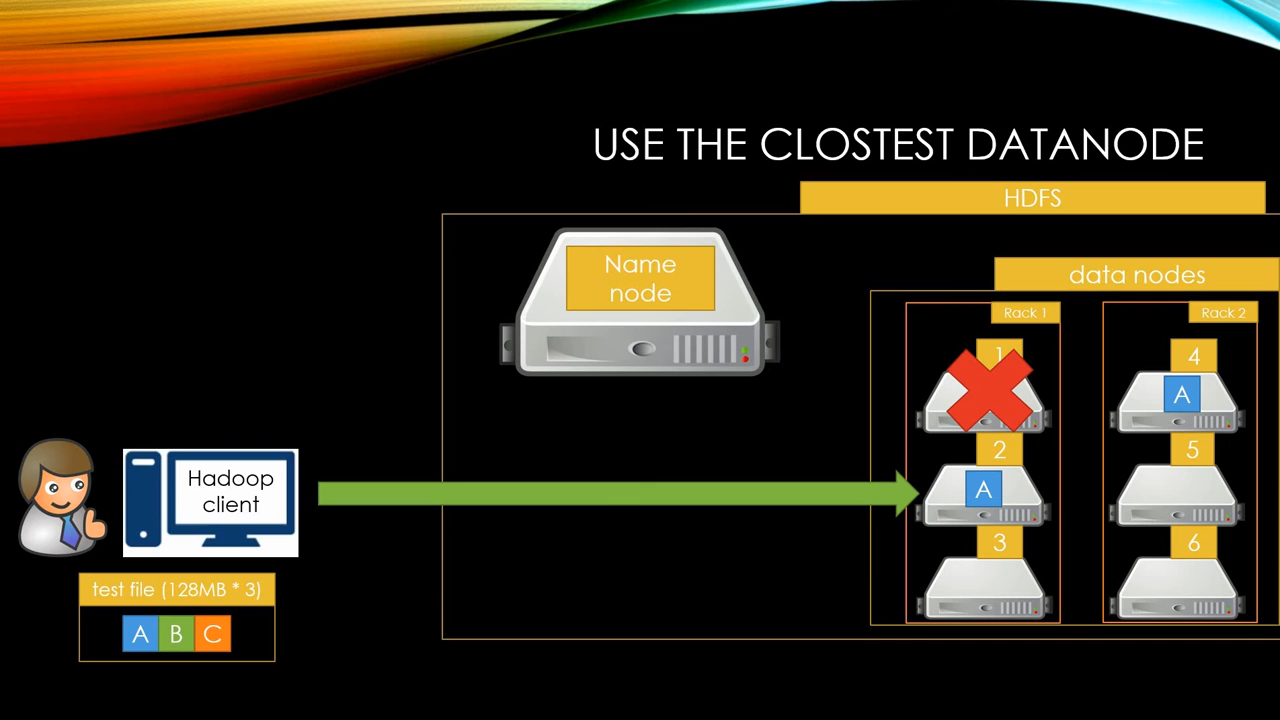 USE THE CLOSTEST DATANODE
HDFS
Name
node
data nodes
Rack 1
Rack 2
1
4
A
2
5
A
3
6
Hadoop
client
test file (128MB * 3)
A B C